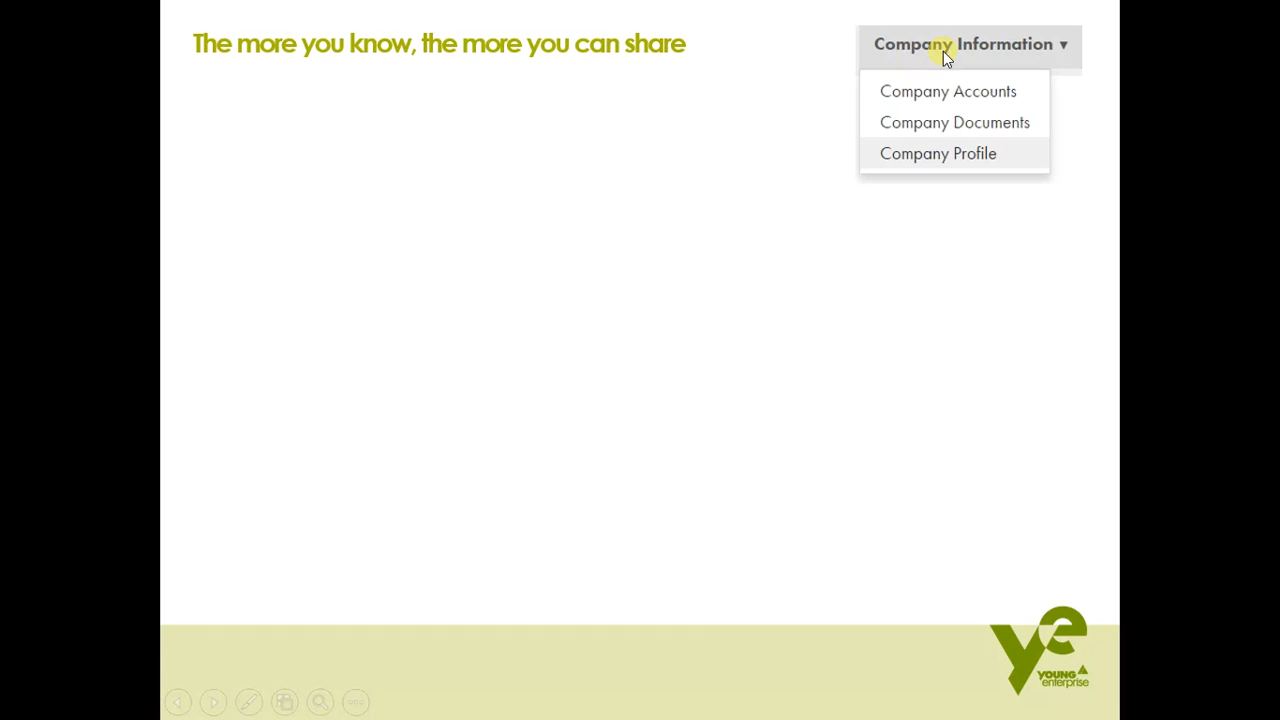 The more you know, the more you can share
Company Information ▼
Company Accounts
Company Documents
Company Profile
ye
YOUNG
enterprise